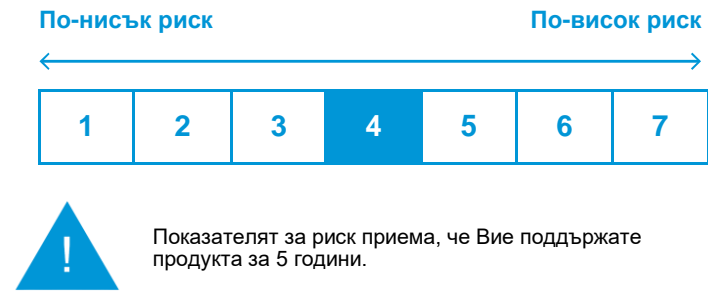 По-нисък риск По-висок риск
1 2 3 4 5 6 7
!
Показателят за риск приема, че Вие поддържате
продукта за 5 години.